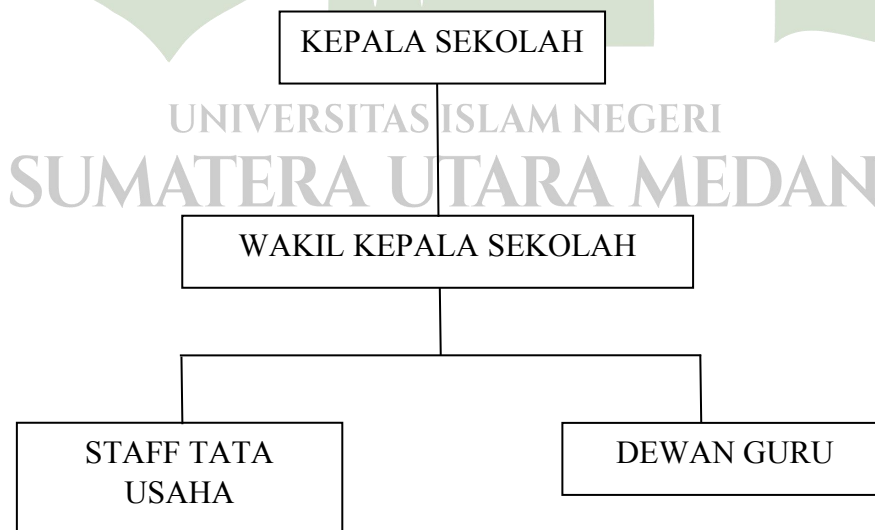 KEPALA SEKOLAH
UNIVERSITAS ISLAM NEGERI
SUMATERA UTARA MEDAN
WAKIL KEPALA SEKOLAH
STAFF TATA
USAHA
DEWAN GURU